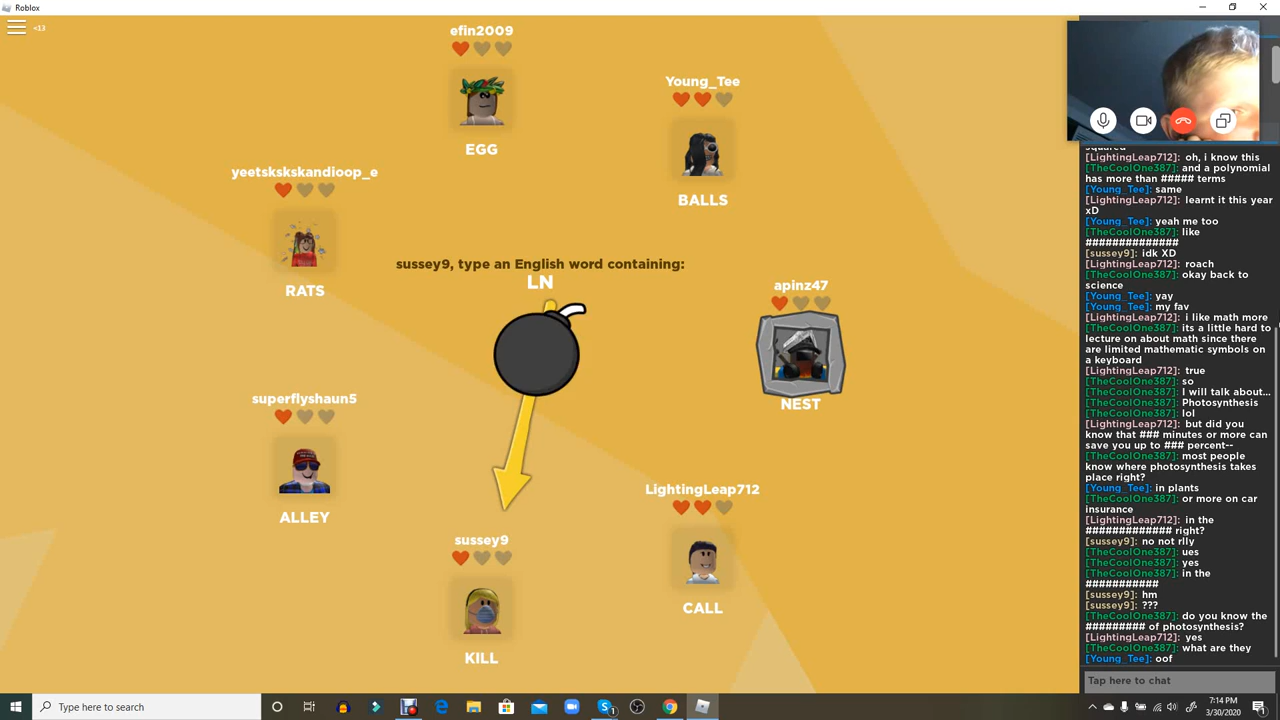 Roblox
<13
efin2009
EGG
Young_Tee
BALLS
yeetskskskandioop_e
RATS
sussey9, type an English word containing:
LN
apinz47
NEST
superflyshaun5
ALLEY
LightingLeap712
CALL
sussey9
KILL
squared
[LightingLeap712]: oh, i know this
[TheCoolOne387]: and a polynomial
has more than ##### terms
[Young_Tee]: same
[LightingLeap712]: learnt it this year
xD
[Young_Tee]: yeah me too
[TheCoolOne387]: like
###############
[sussey9]: idk XD
[LightingLeap712]: roach
[TheCoolOne387]: okay back to
science
[Young_Tee]: yay
[Young_Tee]: my fav
[LightingLeap712]: i like math more
[TheCoolOne387]: its a little hard to
lecture on about math since there
are limited mathematic symbols on
a keyboard
[LightingLeap712]: true
[TheCoolOne387]: so
[TheCoolOne387]: I will talk about...
[TheCoolOne387]: Photosynthesis
[TheCoolOne387]: lol
[LightingLeap712]: but did you
know that ### minutes or more can
save you up to ### percent--
[TheCoolOne387]: most people
know where photosynthesis takes
place right?
[Young_Tee]: in plants
[TheCoolOne387]: or more on car
insurance
[LightingLeap712]: in the
############# right?
[sussey9]: no not rlly
[TheCoolOne387]: ues
[TheCoolOne387]: yes
[TheCoolOne387]: in the
###########
[sussey9]: hm
[sussey9]: ???
[TheCoolOne387]: do you know the
######### of photosynthesis?
[LightingLeap712]: yes
[TheCoolOne387]: what are they
[Young_Tee]: oof
Tap here to chat
Type here to search
7:14 PM
3/30/2020